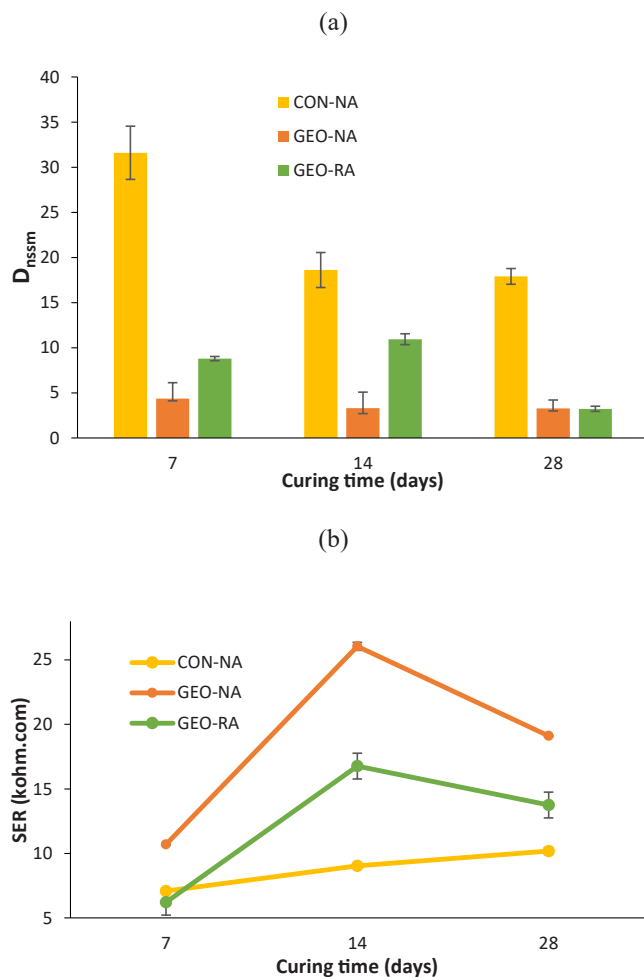 (a)
40
35
30
25
20
15
10
5
0
Dnssm
CON-NA
GEO-NA
GEO-RA
7 14 28
Curing time (days)
(b)
25
20
15
10
5
SER (kohm.com)
CON-NA
GEO-NA
GEO-RA
7 14 28
Curing time (days)